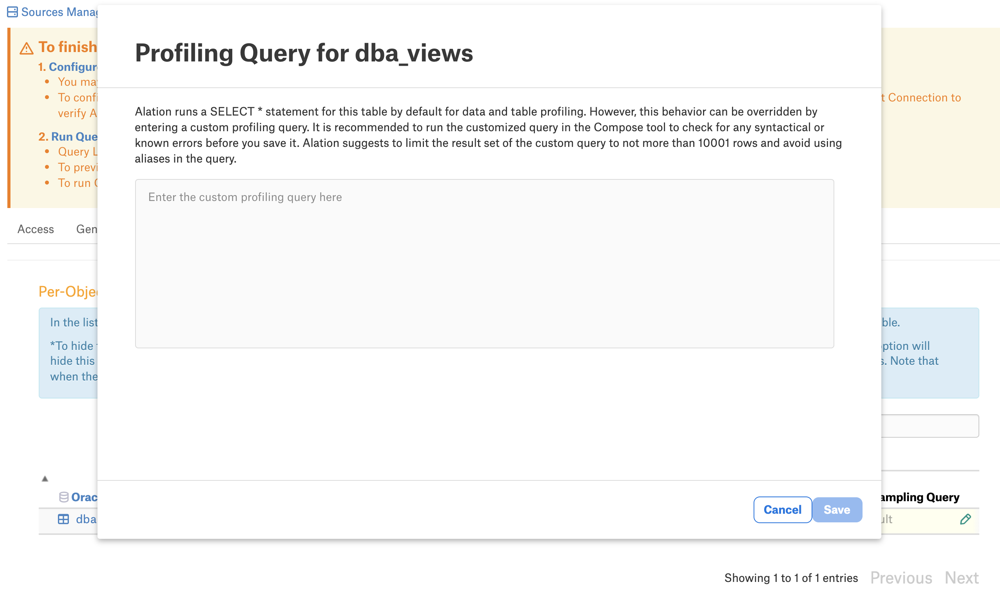 Sources Manag
To finish
1. Configur
You ma
To conf
verify A
t Connection to
2. Run Que
Query L
To previ
To run
Access Gen
Profiling Query for dba_views
Alation runs a SELECT * statement for this table by default for data and table profiling. However, this behavior can be overridden by
entering a custom profiling query. It is recommended to run the customized query in the Compose tool to check for any syntactical or
known errors before you save it. Alation suggests to limit the result set of the custom query to not more than 10001 rows and avoid using
aliases in the query.
Enter the custom profiling query here
Per-Obje
In the list
ble.
*To hide
ption will
hide this
s. Note that
when the
Orac
ampling Query
dba
ult
Cancel Save
Showing 1 to 1 of 1 entries Previous Next